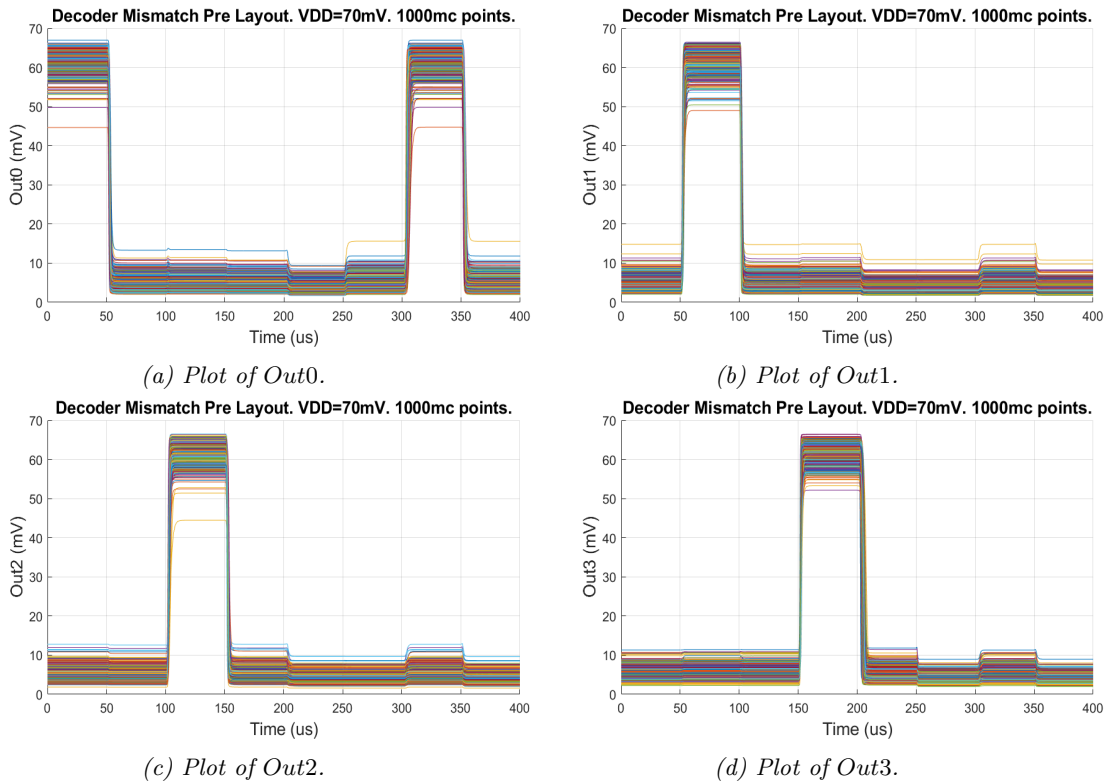 Decoder Mismatch Pre Layout. VDD=70mV. 1000mc points.
70
60
50
40
30
20
10
0
Out0 (mV)
0 50 100 150 200 250 300 350 400
Time (us)
(a) Plot of Out0.
Decoder Mismatch Pre Layout. VDD=70mV. 1000mc points.
70
60
50
40
30
20
10
0
Out1 (mV)
0 50 100 150 200 250 300 350 400
Time (us)
(b) Plot of Out1.
Decoder Mismatch Pre Layout. VDD=70mV. 1000mc points.
70
60
50
40
30
20
10
0
Out2 (mV)
0 50 100 150 200 250 300 350 400
Time (us)
(c) Plot of Out2.
Decoder Mismatch Pre Layout. VDD=70mV. 1000mc points.
70
60
50
40
30
20
10
0
Out3 (mV)
0 50 100 150 200 250 300 350 400
Time (us)
(d) Plot of Out3.